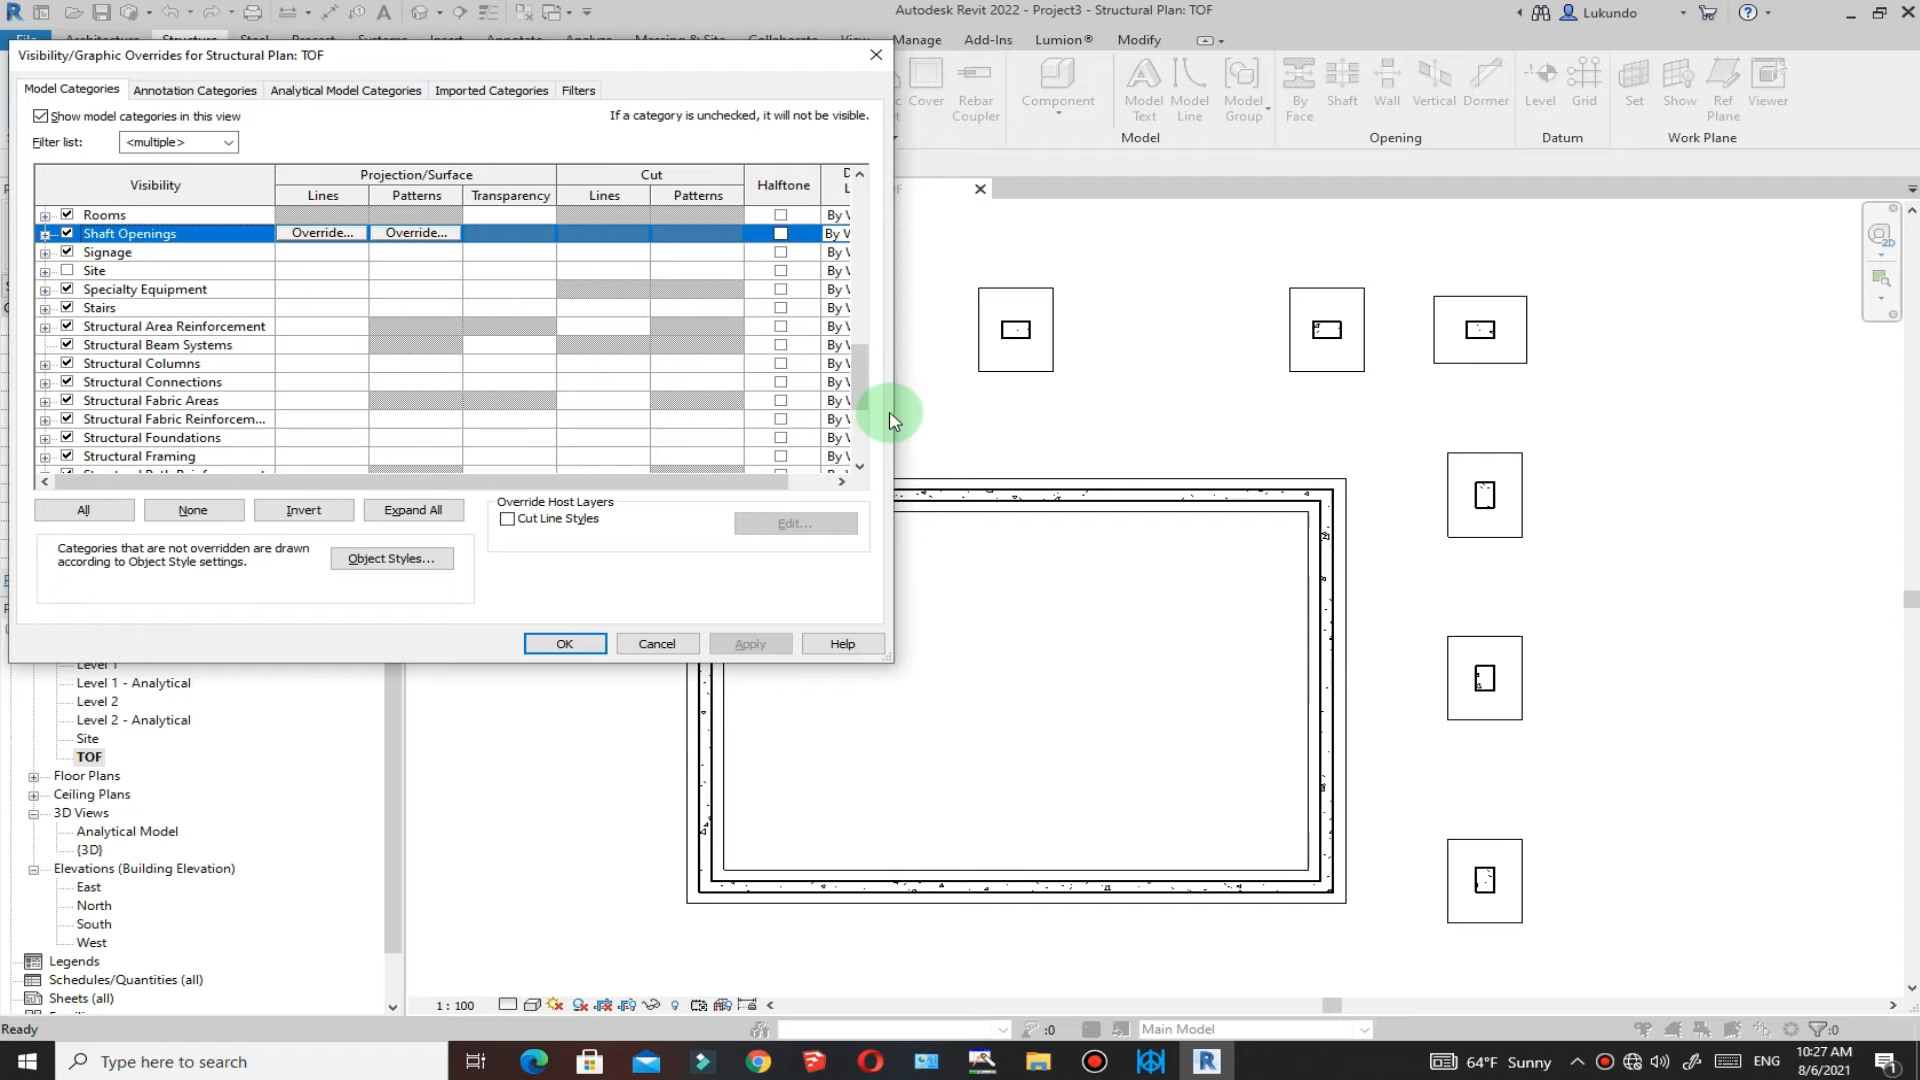 Autodesk Revit 2022 - Project3 - Structural Plan: TOF
Lukundo
Manage
Add-Ins
Lumion®
Modify
Visibility/Graphic Overrides for Structural Plan: TOF
Model Categories
Annotation Categories
Analytical Model Categories
Imported Categories
Filters
Show model categories in this view
If a category is unchecked, it will not be visible.
Filter list:
<multiple>
Visibility
Projection/Surface
Cut
Halftone
Lines
Patterns
Transparency
Lines
Patterns
Rooms
Shaft Openings
Override...
Override...
Signage
Site
Specialty Equipment
Stairs
Structural Area Reinforcement
Structural Beam Systems
Structural Columns
Structural Connections
Structural Fabric Areas
Structural Fabric Reinforcem...
Structural Foundations
Structural Framing
All
None
Invert
Expand All
Override Host Layers
Cut Line Styles
Edit...
Categories that are not overridden are drawn
according to Object Style settings.
Object Styles...
OK
Cancel
Apply
Help
Cover
Rebar
Coupler
Component
Model
Text
Model
Line
Model
Group
Model
By
Face
Shaft
Wall
Vertical
Dormer
Opening
Level
Grid
Datum
Set
Show
Ref
Plane
Viewer
Work Plane
2D
Level 1
Level 1 - Analytical
Level 2
Level 2 - Analytical
Site
TOF
Floor Plans
Ceiling Plans
3D Views
Analytical Model
{3D}
Elevations (Building Elevation)
East
North
South
West
Legends
Schedules/Quantities (all)
Sheets (all)
1 : 100
Ready
:0
Main Model
:0
Type here to search
64°F Sunny
ENG
10:27 AM
8/6/2021